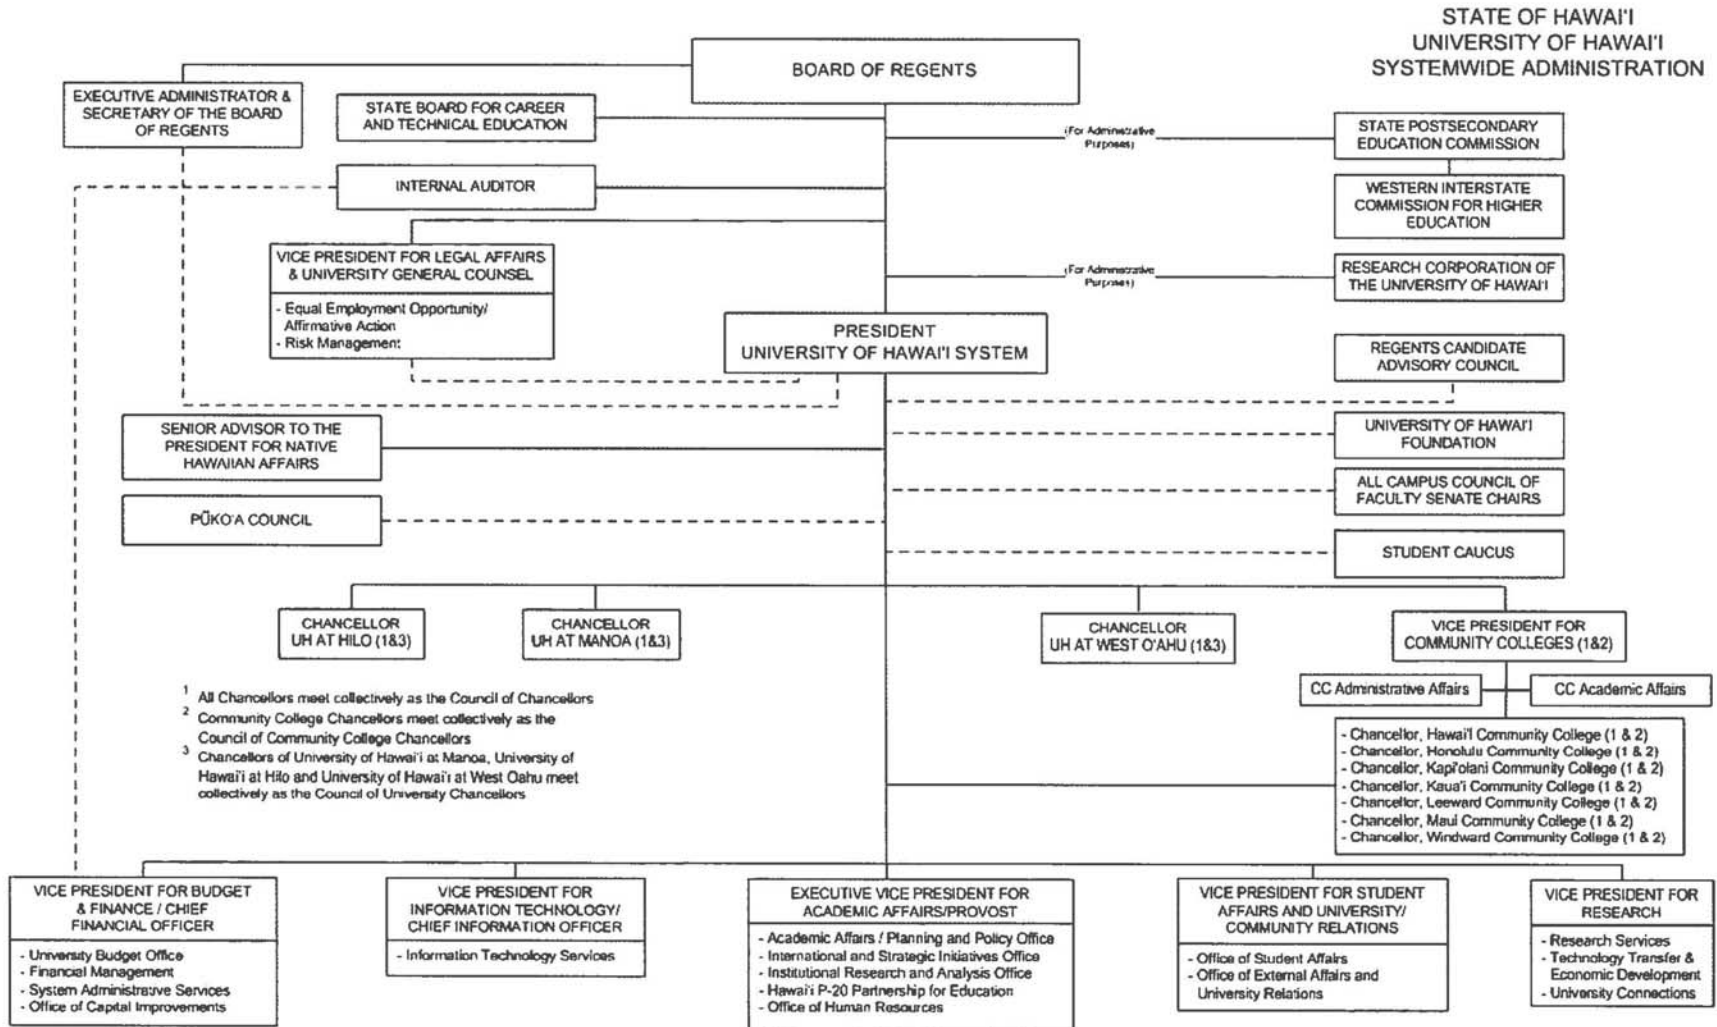 STATE OF HAWAI'I
UNIVERSITY OF HAWAI'I
SYSTEMWIDE ADMINISTRATION
BOARD OF REGENTS
EXECUTIVE ADMINISTRATOR &
SECRETARY OF THE BOARD
OF REGENTS
STATE BOARD FOR CAREER
AND TECHNICAL EDUCATION
(For Administrative
Purposes)
STATE POSTSECONDARY
EDUCATION COMMISSION
INTERNAL AUDITOR
WESTERN INTERSTATE
COMMISSION FOR HIGHER
EDUCATION
VICE PRESIDENT FOR LEGAL AFFAIRS
& UNIVERSITY GENERAL COUNSEL
- Equal Employment Opportunity/
Affirmative Action
- Risk Management
(For Administrative
Purposes)
RESEARCH CORPORATION OF
THE UNIVERSITY OF HAWAI'I
PRESIDENT
UNIVERSITY OF HAWAI'I SYSTEM
REGENTS CANDIDATE
ADVISORY COUNCIL
SENIOR ADVISOR TO THE
PRESIDENT FOR NATIVE
HAWAIIAN AFFAIRS
UNIVERSITY OF HAWAI'I
FOUNDATION
ALL CAMPUS COUNCIL OF
FACULTY SENATE CHAIRS
PŪKO'A COUNCIL
STUDENT CAUCUS
CHANCELLOR
UH AT HILO (1&3)
CHANCELLOR
UH AT MANOA (1&3)
CHANCELLOR
UH AT WEST O'AHU (1&3)
VICE PRESIDENT FOR
COMMUNITY COLLEGES (1&2)
CC Administrative Affairs
CC Academic Affairs
1 All Chancellors meet collectively as the Council of Chancellors
2 Community College Chancellors meet collectively as the
Council of Community College Chancellors
3 Chancellors of University of Hawai'i at Manoa, University of
Hawai'i at Hilo and University of Hawai'i at West Oahu meet
collectively as the Council of University Chancellors
- Chancellor, Hawai'I Community College (1 & 2)
- Chancellor, Honolulu Community College (1 & 2)
- Chancellor, Kapi'olani Community College (1 & 2)
- Chancellor, Kaua'i Community College (1 & 2)
- Chancellor, Leeward Community College (1 & 2)
- Chancellor, Maui Community College (1 & 2)
- Chancellor, Windward Community College (1 & 2)
VICE PRESIDENT FOR BUDGET
& FINANCE / CHIEF
FINANCIAL OFFICER
- University Budget Office
- Financial Management
- System Administrative Services
- Office of Capital Improvements
VICE PRESIDENT FOR
INFORMATION TECHNOLOGY/
CHIEF INFORMATION OFFICER
- Information Technology Services
EXECUTIVE VICE PRESIDENT FOR
ACADEMIC AFFAIRS/PROVOST
- Academic Affairs / Planning and Policy Office
- International and Strategic Initiatives Office
- Institutional Research and Analysis Office
- Hawai'i P-20 Partnership for Education
- Office of Human Resources
VICE PRESIDENT FOR STUDENT
AFFAIRS AND UNIVERSITY/
COMMUNITY RELATIONS
- Office of Student Affairs
- Office of External Affairs and
University Relations
VICE PRESIDENT FOR
RESEARCH
- Research Services
- Technology Transfer &
Economic Development
- University Connections